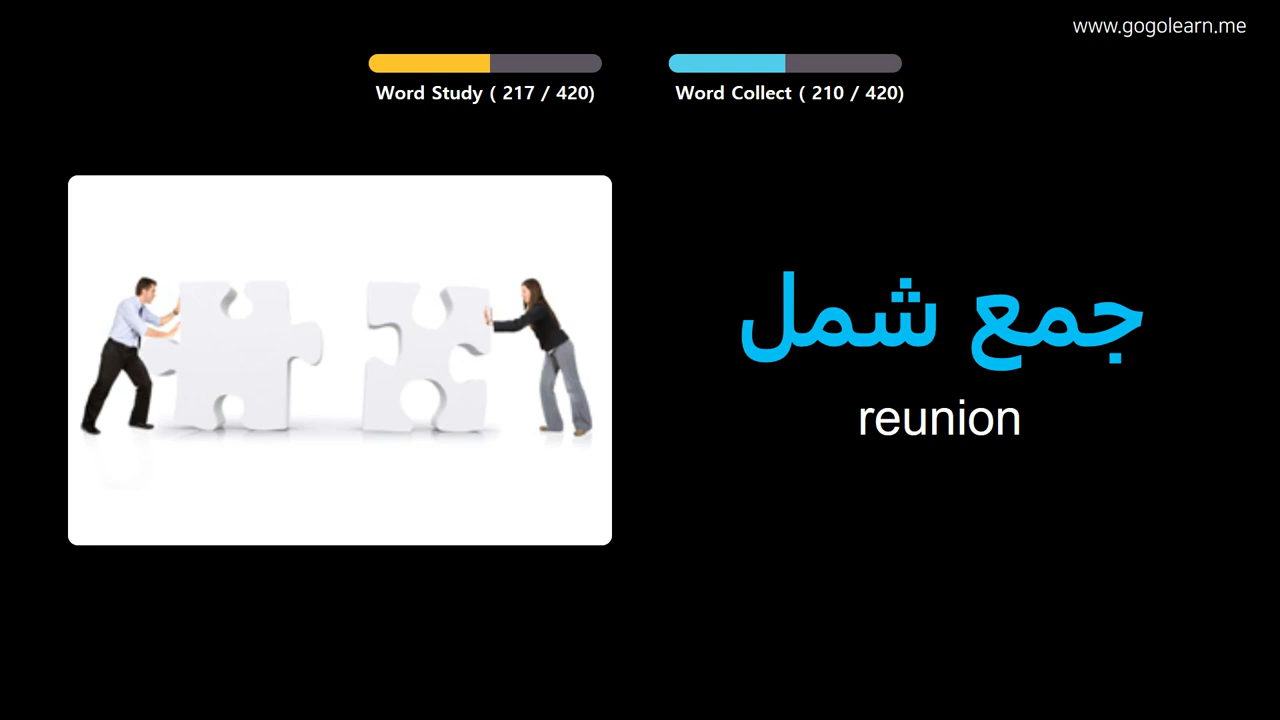 www.gogolearn.me
Word Study ( 217 / 420)
Word Collect ( 210 / 420)
جمع شمل
reunion